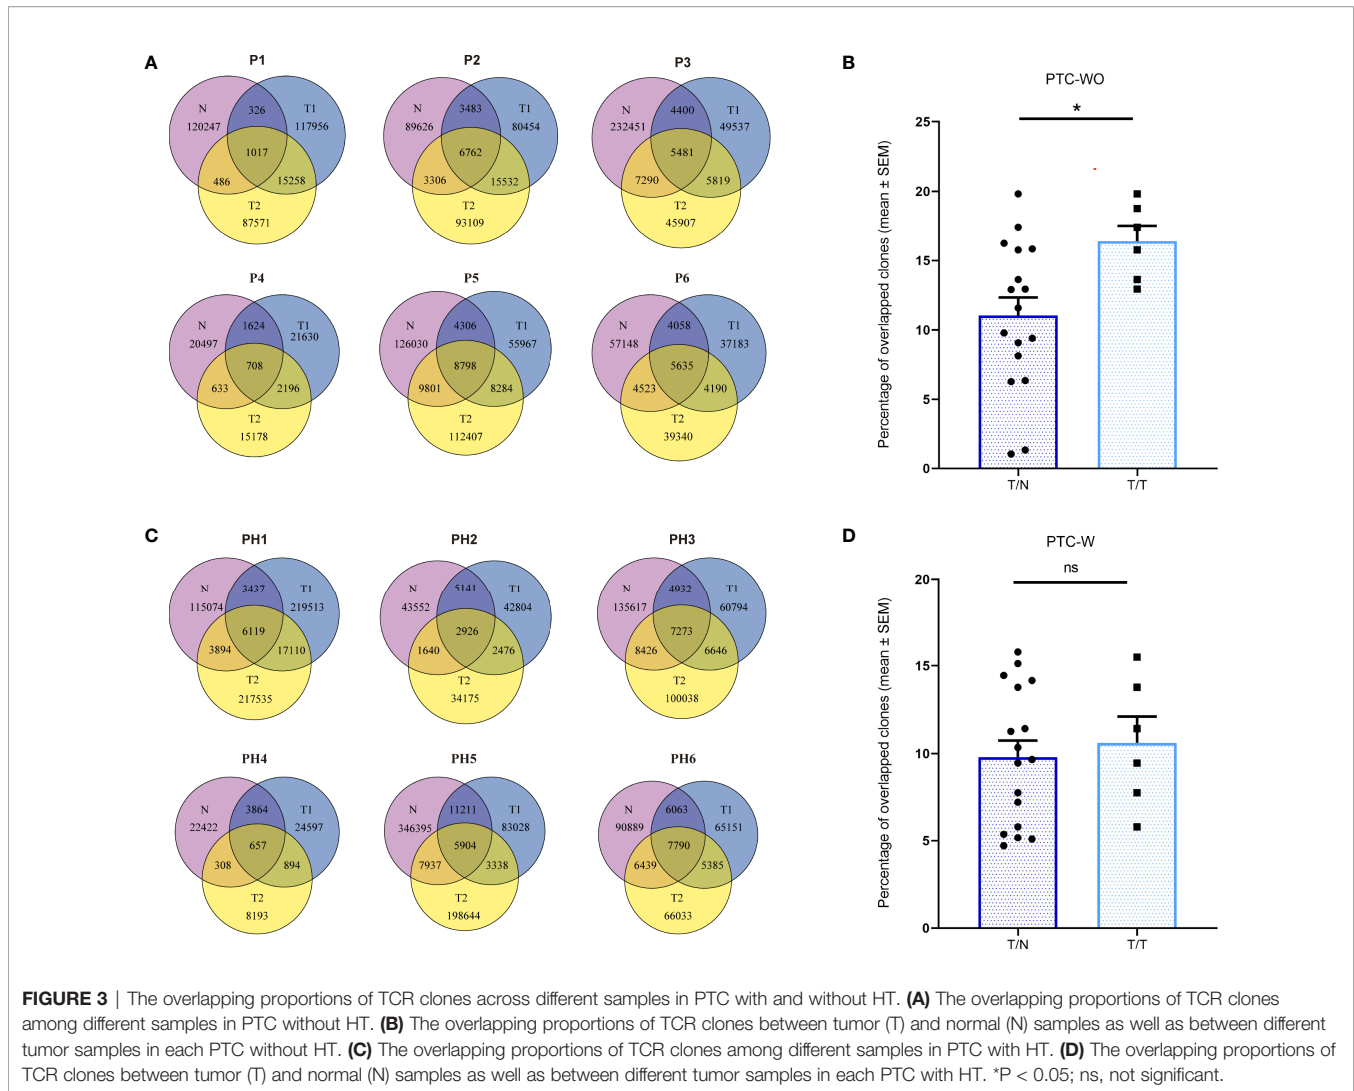 A
P1
N
120247
326
T1
117956
1017
486
15258
T2
87571
P2
N
89626
3483
T1
80454
6762
3306
15532
T2
93109
P3
N
232451
4400
T1
49537
5481
7290
5819
T2
45907
P4
N
20497
1624
T1
21630
708
633
2196
T2
15178
P5
N
126030
4306
T1
55967
8798
9801
8284
T2
112407
P6
N
57148
4058
T1
37183
5635
4523
4190
T2
39340
B
PTC-WO
*
Percentage of overlapped clones (mean ± SEM)
25
20
15
10
5
0
T/N
T/T
C
PH1
N
115074
3437
T1
219513
6119
3894
17110
T2
217535
PH2
N
43552
5141
T1
42804
2926
1640
2476
T2
34175
PH3
N
135617
4932
T1
60794
7273
8426
6646
T2
100038
PH4
N
22422
3864
T1
24597
657
308
894
T2
8193
PH5
N
346395
11211
T1
83028
5904
7937
3338
T2
198644
PH6
N
90889
6063
T1
65151
7790
6439
5385
T2
66033
D
PTC-W
ns
Percentage of overlapped clones (mean ± SEM)
20
15
10
5
0
T/N
T/T
FIGURE 3 | The overlapping proportions of TCR clones across different samples in PTC with and without HT. (A) The overlapping proportions of TCR clones
among different samples in PTC without HT. (B) The overlapping proportions of TCR clones between tumor (T) and normal (N) samples as well as between different
tumor samples in each PTC without HT. (C) The overlapping proportions of TCR clones among different samples in PTC with HT. (D) The overlapping proportions of
TCR clones between tumor (T) and normal (N) samples as well as between different tumor samples in each PTC with HT. *P < 0.05; ns, not significant.